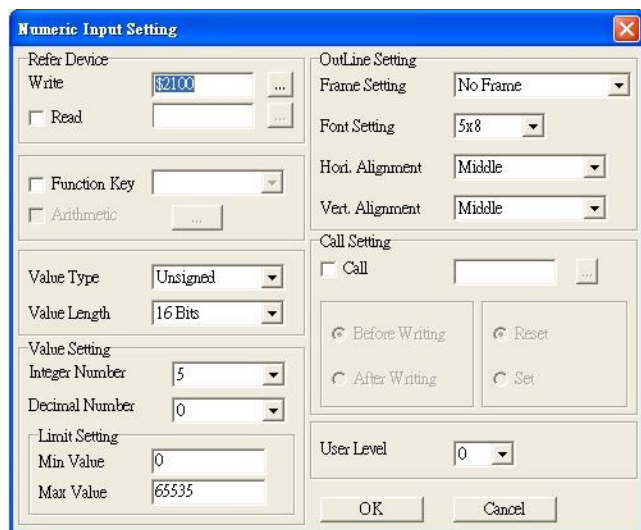 Numeric Input Setting
Refer Device
Write $2100 ...
Read ...
Function Key
Arithmetic ...
Value Type Unsigned
Value Length 16 Bits
Value Setting
Integer Number 5
Decimal Number 0
Limit Setting
Min Value 0
Max Value 65535
OutLine Setting
Frame Setting No Frame
Font Setting 5x8
Hori. Alignment Middle
Vert. Alignment Middle
Call Setting
Call ...
Before Writing Reset
After Writing Set
User Level 0
OK Cancel